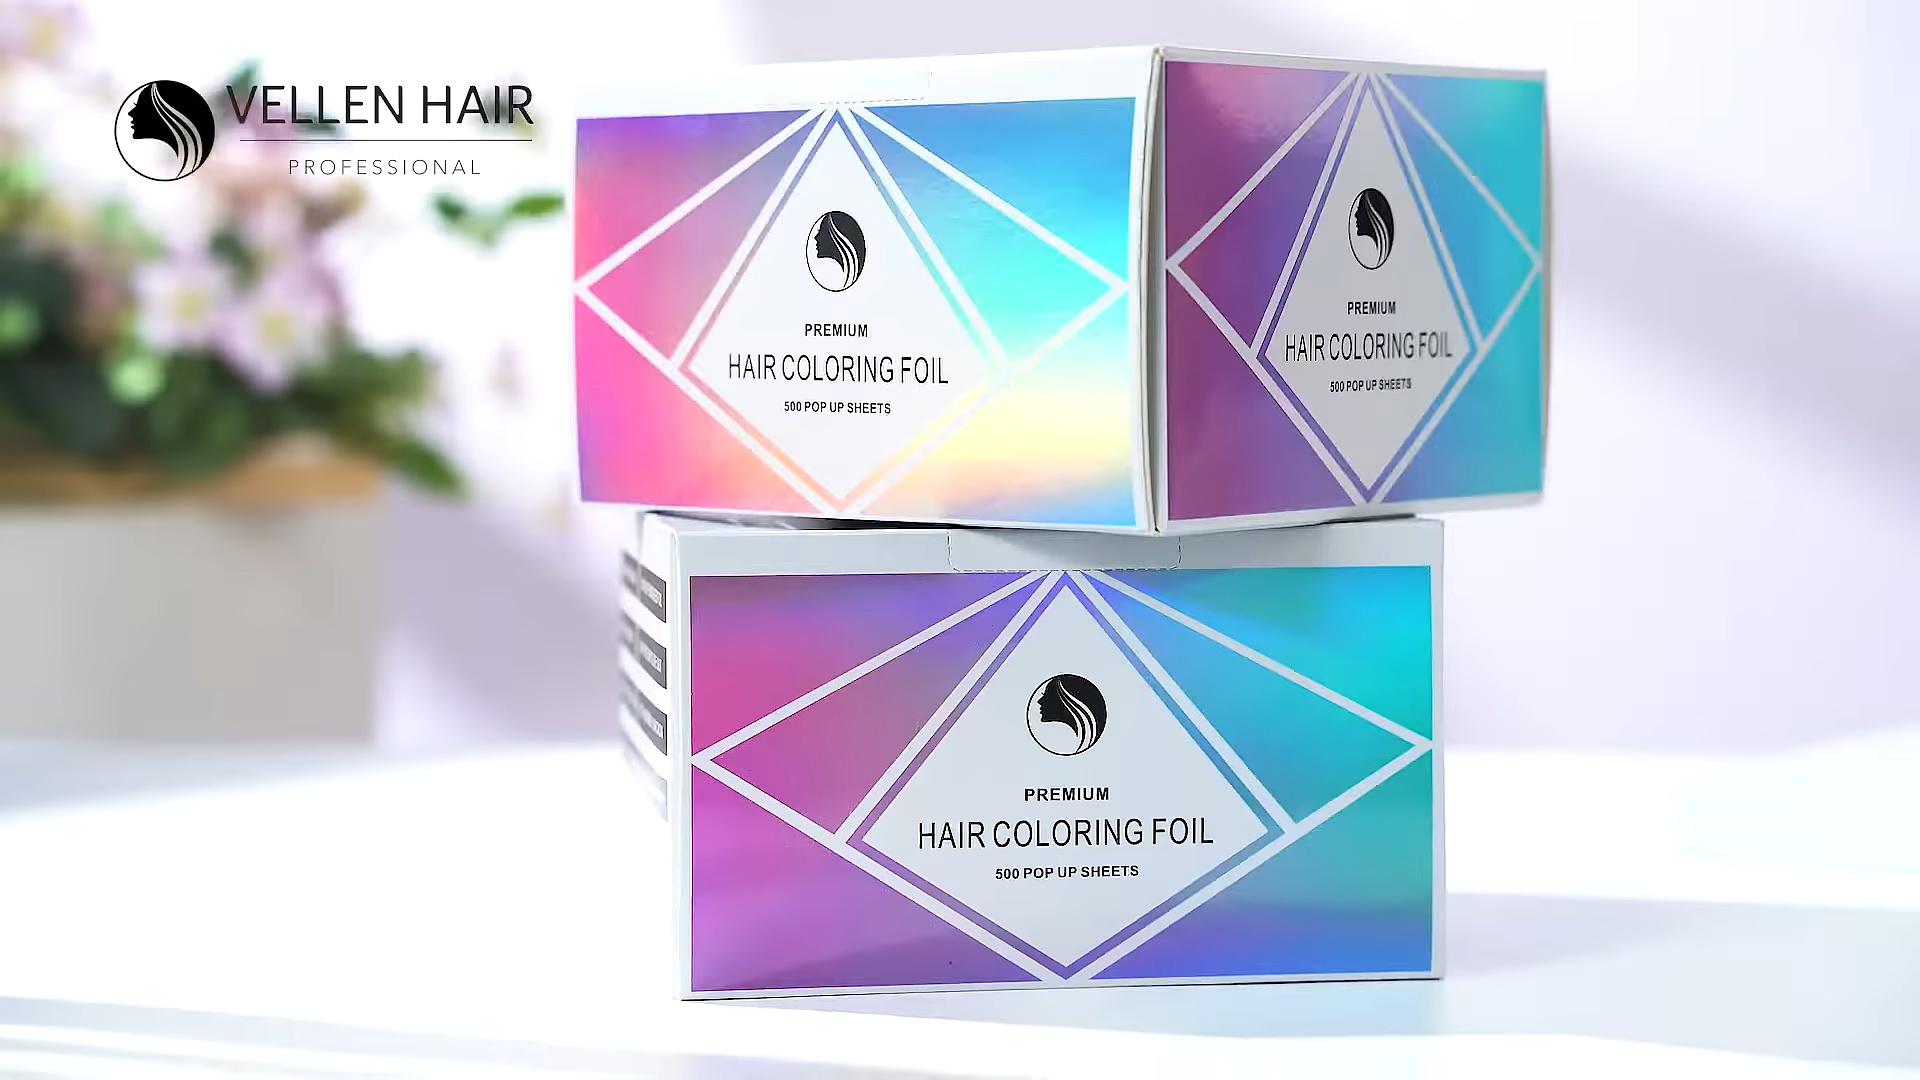 VELLEN HAIR
PROFESSIONAL
PREMIUM
HAIR COLORING FOIL
500 POP UP SHEETS
PREMIUM
HAIR COLORING FOIL
500 POP UP SHEETS
PREMIUM
HAIR COLORING FOIL
500 POP UP SHEETS